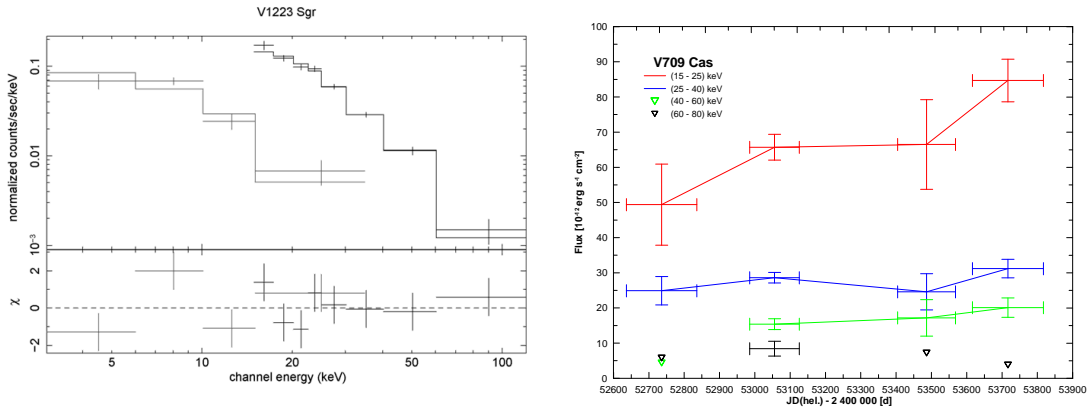 V1223 Sgr
normalized counts/sec/keV
0.1
0.01
10⁻³
χ
2
0
-2
5
10
20
50
100
channel energy (keV)
V709 Cas
(15 - 25) keV
(25 - 40) keV
(40 - 60) keV
(60 - 80) keV
Flux [10⁻¹² erg s⁻¹ cm⁻²]
100
90
80
70
60
50
40
30
20
10
0
52600 52700 52800 52900 53000 53100 53200 53300 53400 53500 53600 53700 53800 53900
JD(hel.) - 2 400 000 [d]